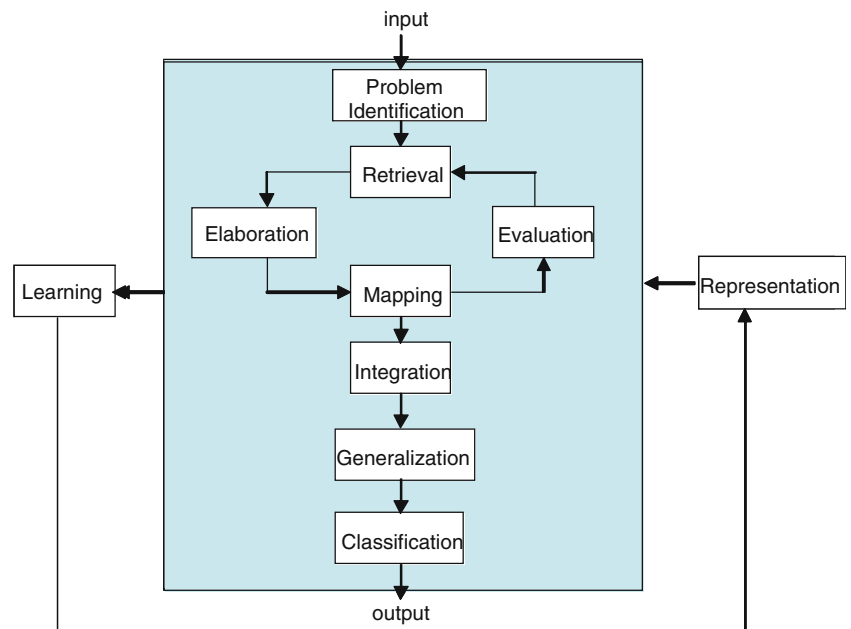 input
Problem
Identification
Retrieval
Elaboration
Evaluation
Learning
Mapping
Representation
Integration
Generalization
Classification
output